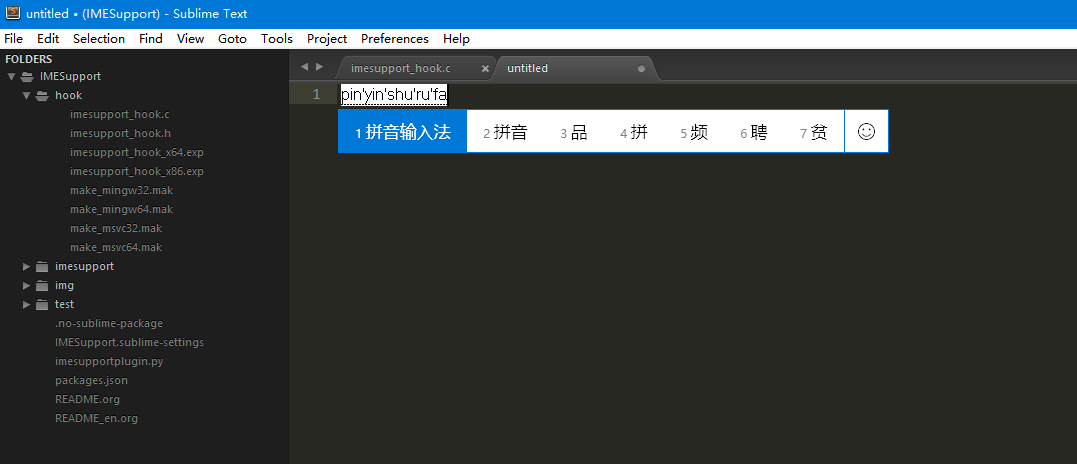 untitled • (IMESupport) - Sublime Text
File Edit Selection Find View Goto Tools Project Preferences Help
FOLDERS
IMESupport
hook
imesupport_hook.c
imesupport_hook.h
imesupport_hook_x64.exp
imesupport_hook_x86.exp
make_mingw32.mak
make_mingw64.mak
make_msvc32.mak
make_msvc64.mak
imesupport
img
test
.no-sublime-package
IMESupport.sublime-settings
imesupportplugin.py
packages.json
README.org
README_en.org
imesupport_hook.c untitled
1 pin'yin'shu'ru'fa
1 拼音输入法 2 拼音 3 品 4 拼 5 频 6 聘 7 贫